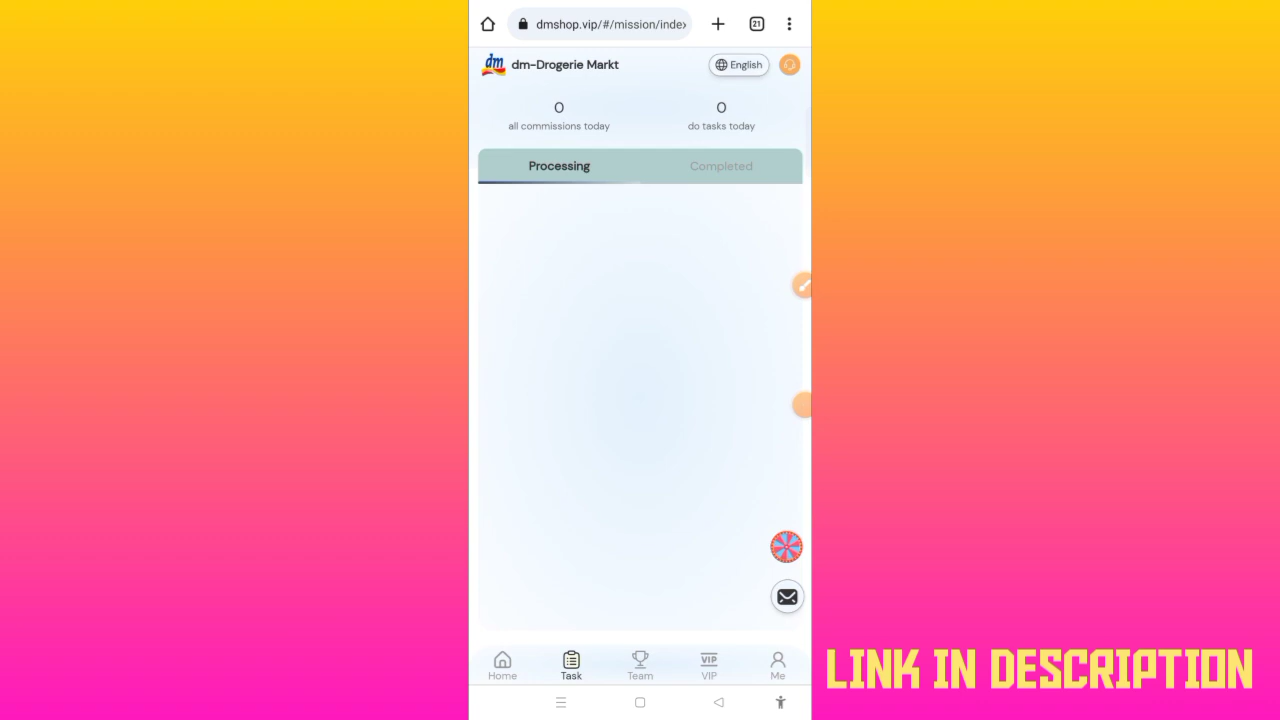 dmshop.vip/#/mission/index
21
dm
dm-Drogerie Markt
English
0
0
all commissions today
do tasks today
Processing
Completed
VIP
Home
Task
Team
VIP
Me
LINK IN DESCRIPTION